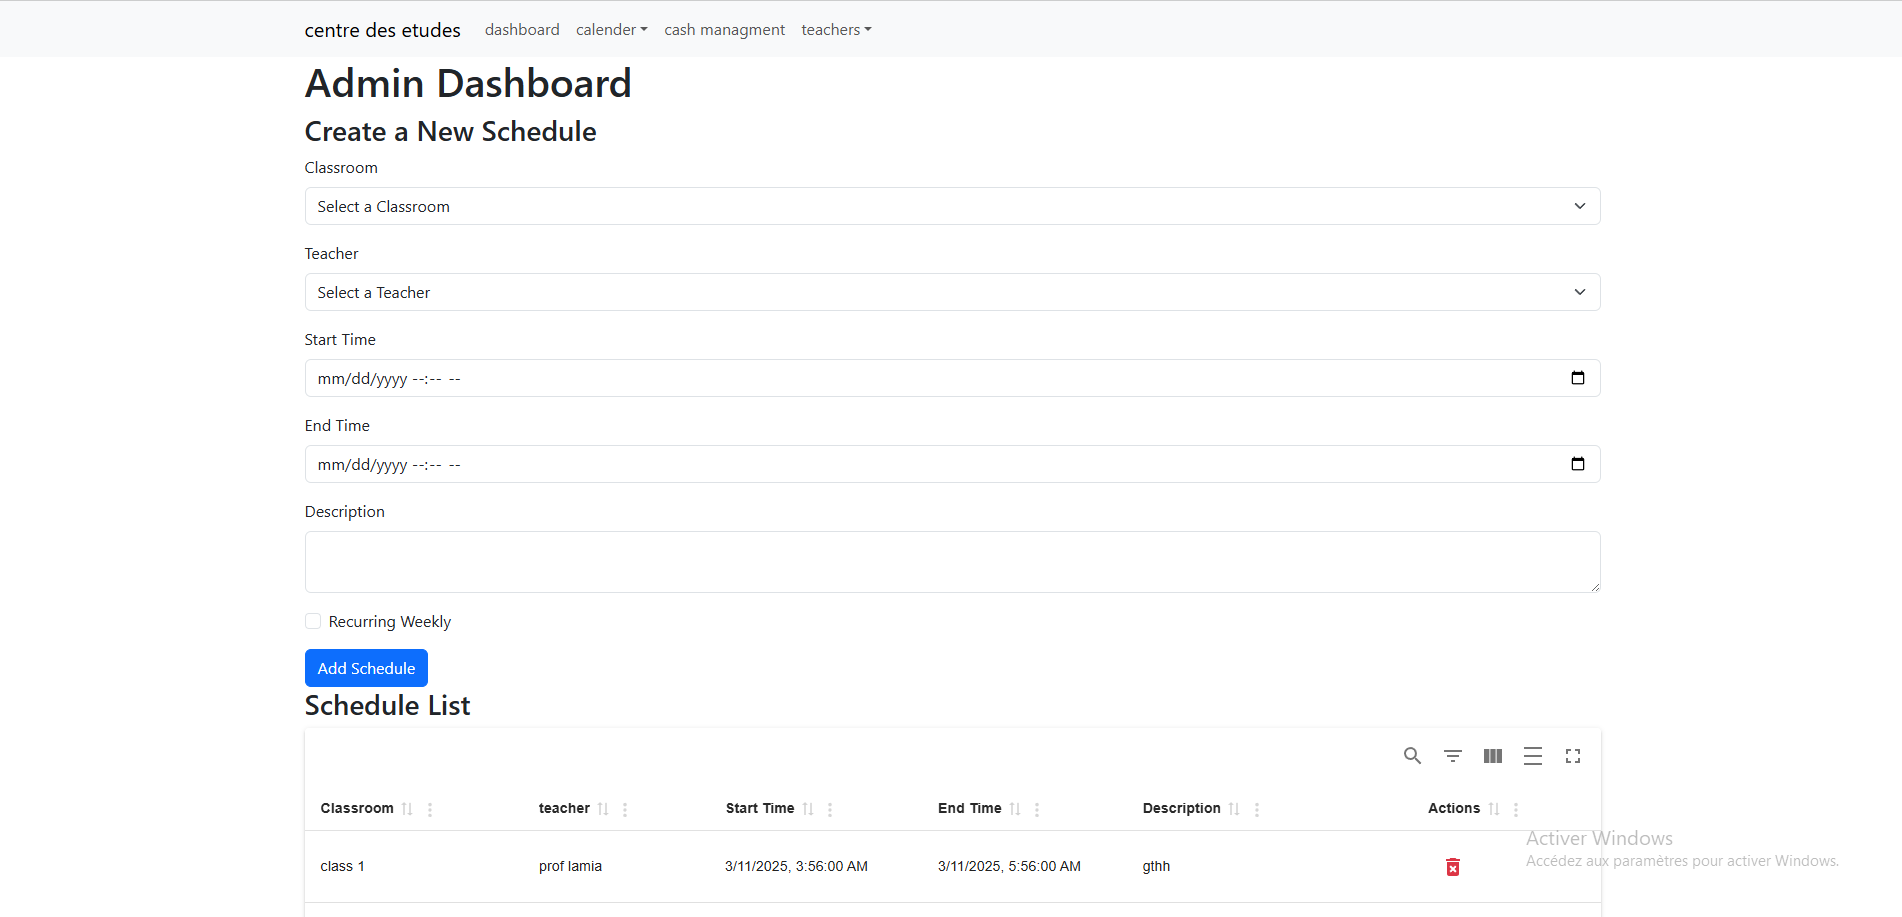 centre des etudes dashboard calender cash managment teachers
Admin Dashboard
Create a New Schedule
Classroom
Select a Classroom
Teacher
Select a Teacher
Start Time
mm/dd/yyyy --:-- --
End Time
mm/dd/yyyy --:-- --
Description
Recurring Weekly
Add Schedule
Schedule List
Classroom teacher Start Time End Time Description Actions
class 1 prof lamia 3/11/2025, 3:56:00 AM 3/11/2025, 5:56:00 AM gthh
Activer Windows
Accédez aux paramètres pour activer Windows.